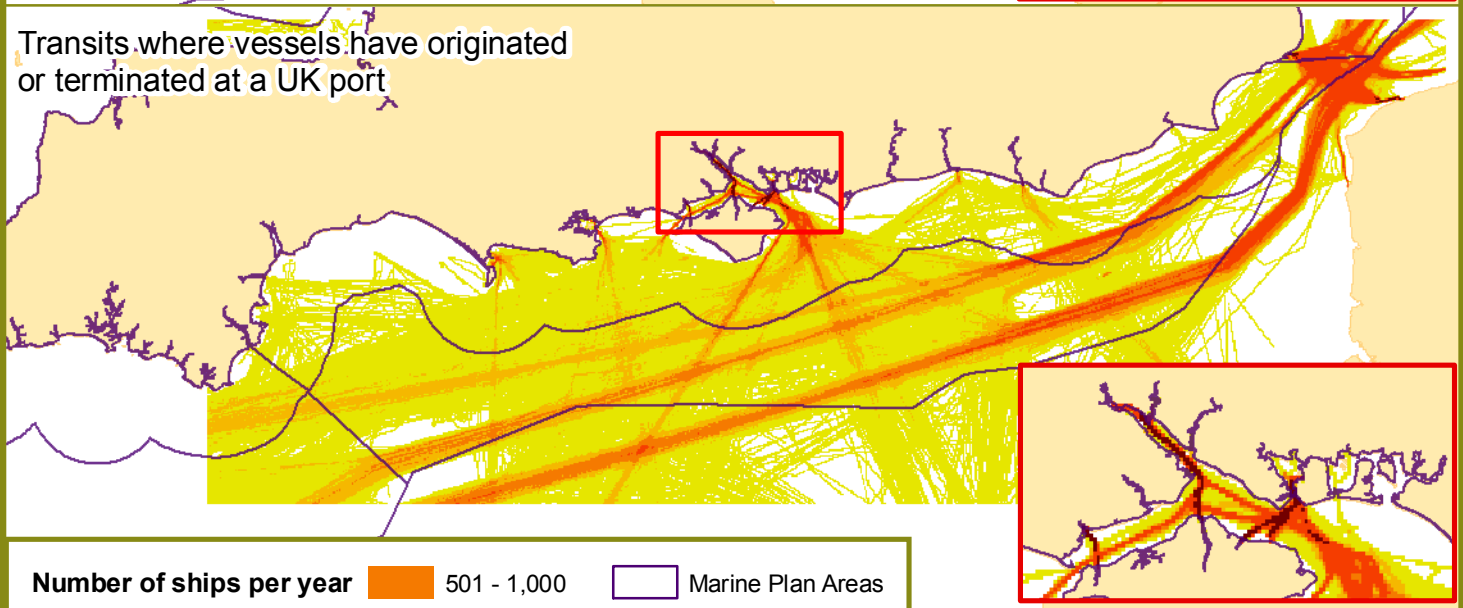 Transits where vessels have originated
or terminated at a UK port
Number of ships per year 501 - 1,000 Marine Plan Areas